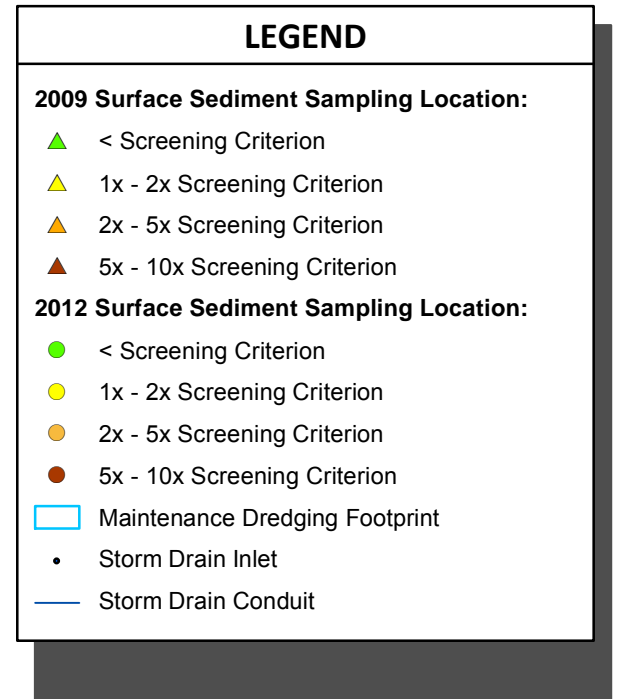 LEGEND
2009 Surface Sediment Sampling Location:
< Screening Criterion
1x - 2x Screening Criterion
2x - 5x Screening Criterion
5x - 10x Screening Criterion
2012 Surface Sediment Sampling Location:
< Screening Criterion
1x - 2x Screening Criterion
2x - 5x Screening Criterion
5x - 10x Screening Criterion
Maintenance Dredging Footprint
Storm Drain Inlet
Storm Drain Conduit